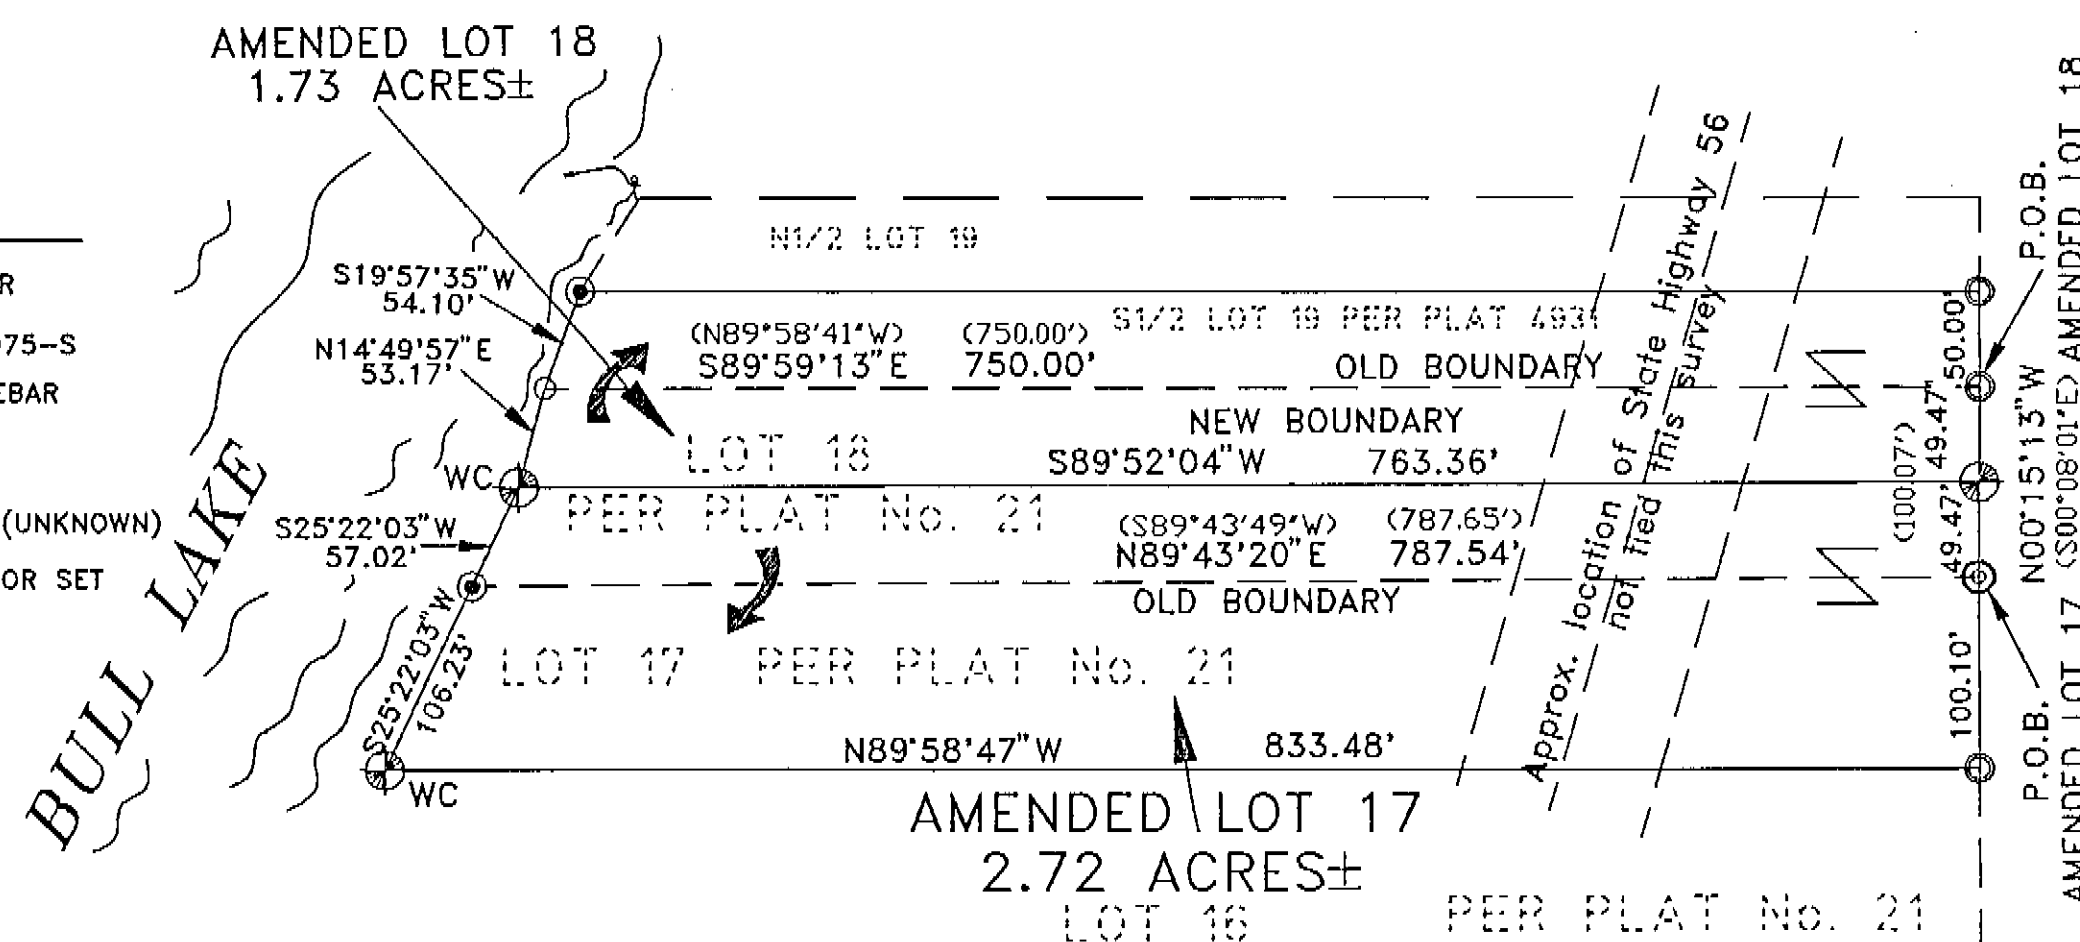 AMENDED LOT 18
1.73 ACRES±
R
075-S
EBAR
(UNKNOWN)
OR SET
BULL LAKE
S19°57'35"W
54.10'
N14°49'57"E
53.17'
WC
S25°22'03"W
57.02'
S25°22'03"W
106.23'
WC
N1/2 LOT 19
S1/2 LOT 19 PER PLAT 4931
(N89°58'41"W) (750.00')
S89°59'13"E 750.00'
OLD BOUNDARY
NEW BOUNDARY
LOT 18
S89°52'04"W 763.36'
PER PLAT No. 21
(S89°43'49"W) (787.65')
N89°43'20"E 787.54'
OLD BOUNDARY
LOT 17 PER PLAT No. 21
N89°58'47"W 833.48'
AMENDED LOT 17
2.72 ACRES±
LOT 16 PER PLAT No. 21
Approx. location of State Highway 56
not tied this survey
50.00'
49.47'
(100.07')
49.47'
100.10'
P.O.B.
AMENDED LOT 18
N00°15'13"W
(S00°08'01"E)
P.O.B.
AMENDED LOT 17